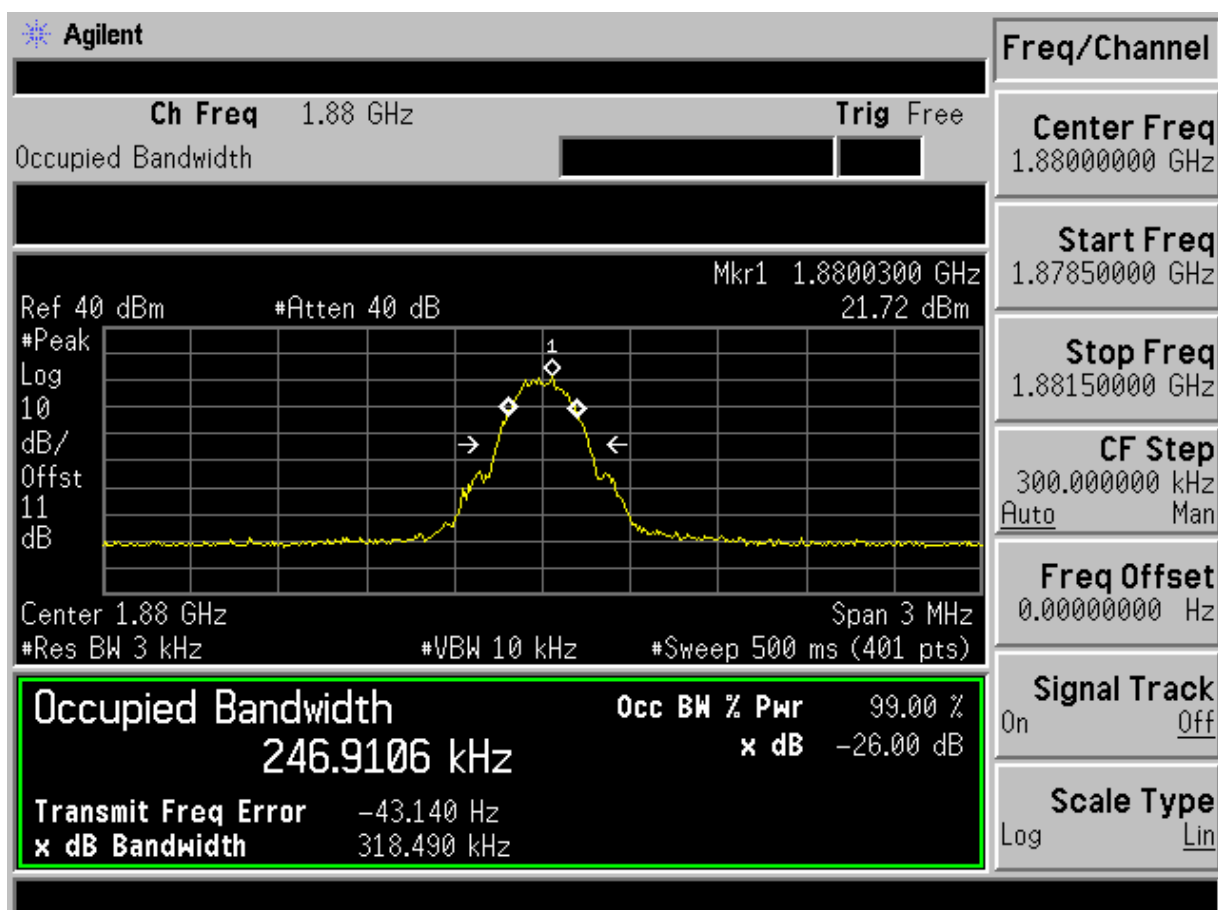 Agilent
Freq/Channel
Ch Freq 1.88 GHz Trig Free
Occupied Bandwidth
Center Freq
1.88000000 GHz
Start Freq
1.87850000 GHz
Stop Freq
1.88150000 GHz
CF Step
300.000000 kHz
Auto Man
Freq Offset
0.00000000 Hz
Signal Track
On Off
Scale Type
Log Lin
Mkr1 1.8800300 GHz
Ref 40 dBm #Atten 40 dB 21.72 dBm
#Peak
Log
10
dB/
Offst
11
dB
1
Center 1.88 GHz Span 3 MHz
#Res BW 3 kHz #VBW 10 kHz #Sweep 500 ms (401 pts)
Occupied Bandwidth Occ BW % Pwr 99.00 %
246.9106 kHz x dB -26.00 dB
Transmit Freq Error -43.140 Hz
x dB Bandwidth 318.490 kHz